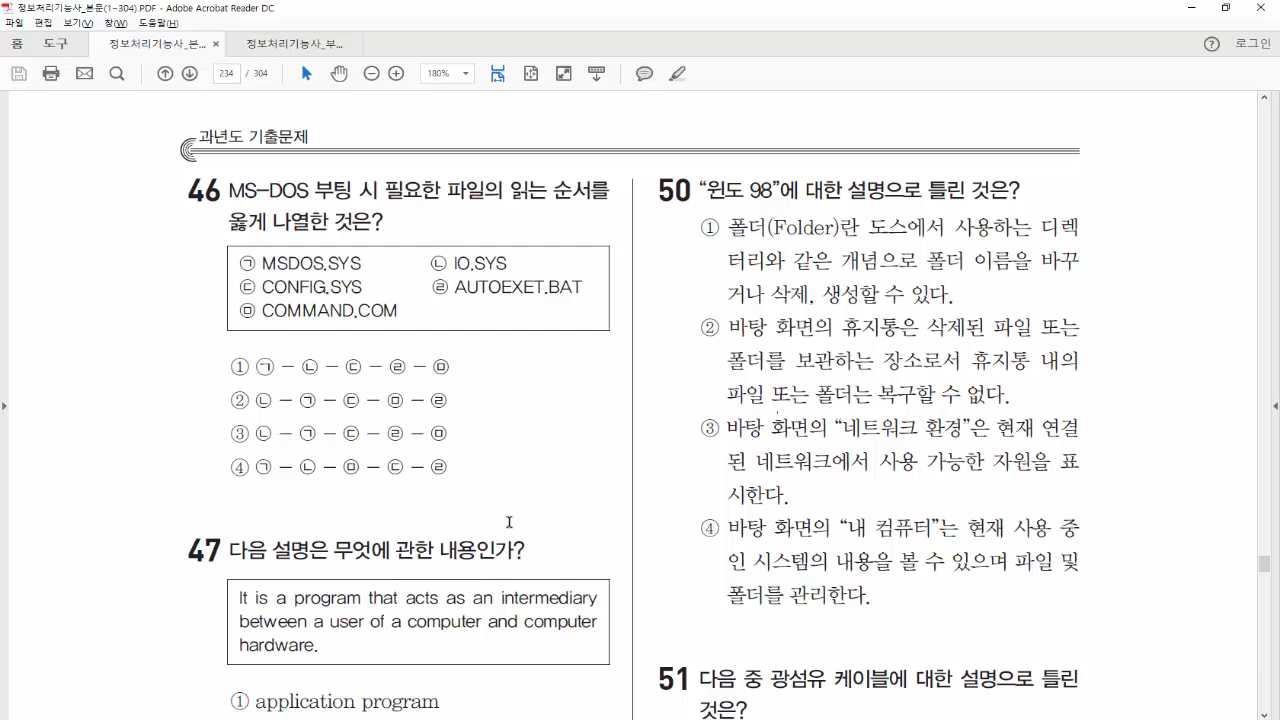 정보처리기능사_본문(1~304).PDF - Adobe Acrobat Reader DC
파일 편집 보기(V) 창(W) 도움말(H)
홈 도구 정보처리기능사_본... × 정보처리기능사_부... 로그인
234 / 304 180%
과년도 기출문제
46 MS-DOS 부팅 시 필요한 파일의 읽는 순서를
옳게 나열한 것은?
㉠ MSDOS.SYS ㉡ IO.SYS
㉢ CONFIG.SYS ㉣ AUTOEXET.BAT
㉤ COMMAND.COM
① ㉠ - ㉡ - ㉢ - ㉣ - ㉤
② ㉡ - ㉠ - ㉢ - ㉤ - ㉣
③ ㉡ - ㉠ - ㉢ - ㉣ - ㉤
④ ㉠ - ㉡ - ㉤ - ㉢ - ㉣
47 다음 설명은 무엇에 관한 내용인가?
It is a program that acts as an intermediary
between a user of a computer and computer
hardware.
① application program
50 “윈도 98”에 대한 설명으로 틀린 것은?
① 폴더(Folder)란 도스에서 사용하는 디렉
터리와 같은 개념으로 폴더 이름을 바꾸
거나 삭제, 생성할 수 있다.
② 바탕 화면의 휴지통은 삭제된 파일 또는
폴더를 보관하는 장소로서 휴지통 내의
파일 또는 폴더는 복구할 수 없다.
③ 바탕 화면의 “네트워크 환경”은 현재 연결
된 네트워크에서 사용 가능한 자원을 표
시한다.
④ 바탕 화면의 “내 컴퓨터”는 현재 사용 중
인 시스템의 내용을 볼 수 있으며 파일 및
폴더를 관리한다.
51 다음 중 광섬유 케이블에 대한 설명으로 틀린
것은?